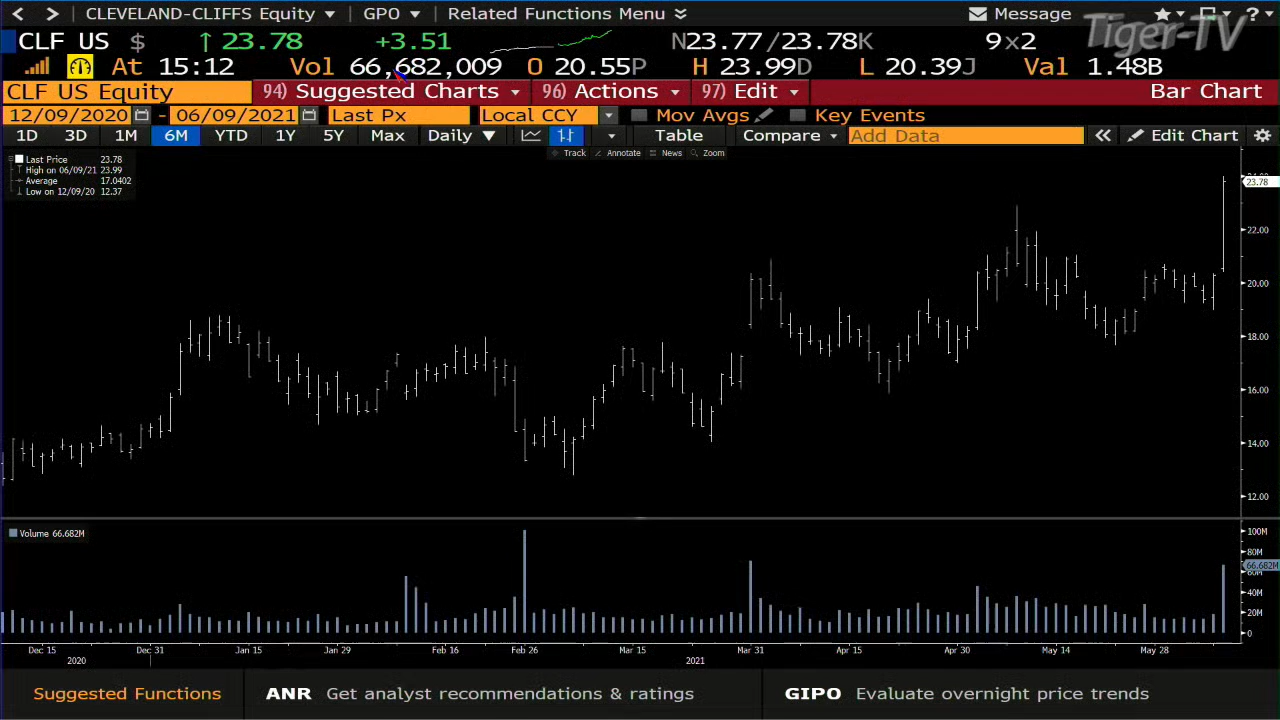 CLEVELAND-CLIFFS Equity GPO Related Functions Menu Message ?
Tiger-TV
CLF US $ ↑ 23.78 +3.51 N23.77/23.78K 9x2
At 15:12 Vol 66,682,009 O 20.55P H 23.99D L 20.39J Val 1.48B
CLF US Equity 94) Suggested Charts 96) Actions 97) Edit Bar Chart
12/09/2020 - 06/09/2021 Last Px Local CCY Mov Avgs Key Events
1D 3D 1M 6M YTD 1Y 5Y Max Daily ▼ Table Compare Add Data « Edit Chart
Track Annotate News Zoom
Last Price 23.78
High on 06/09/21 23.99
Average 17.0402
Low on 12/09/20 12.37
23.78
22.00
20.00
18.00
16.00
14.00
12.00
Volume 66.682M
100M
80M
66.682M
40M
20M
0
Dec 15 Dec 31 Jan 15 Jan 29 Feb 16 Feb 26 Mar 15 Mar 31 Apr 15 Apr 30 May 14 May 28
2020 2021
Suggested Functions ANR Get analyst recommendations & ratings GIPO Evaluate overnight price trends